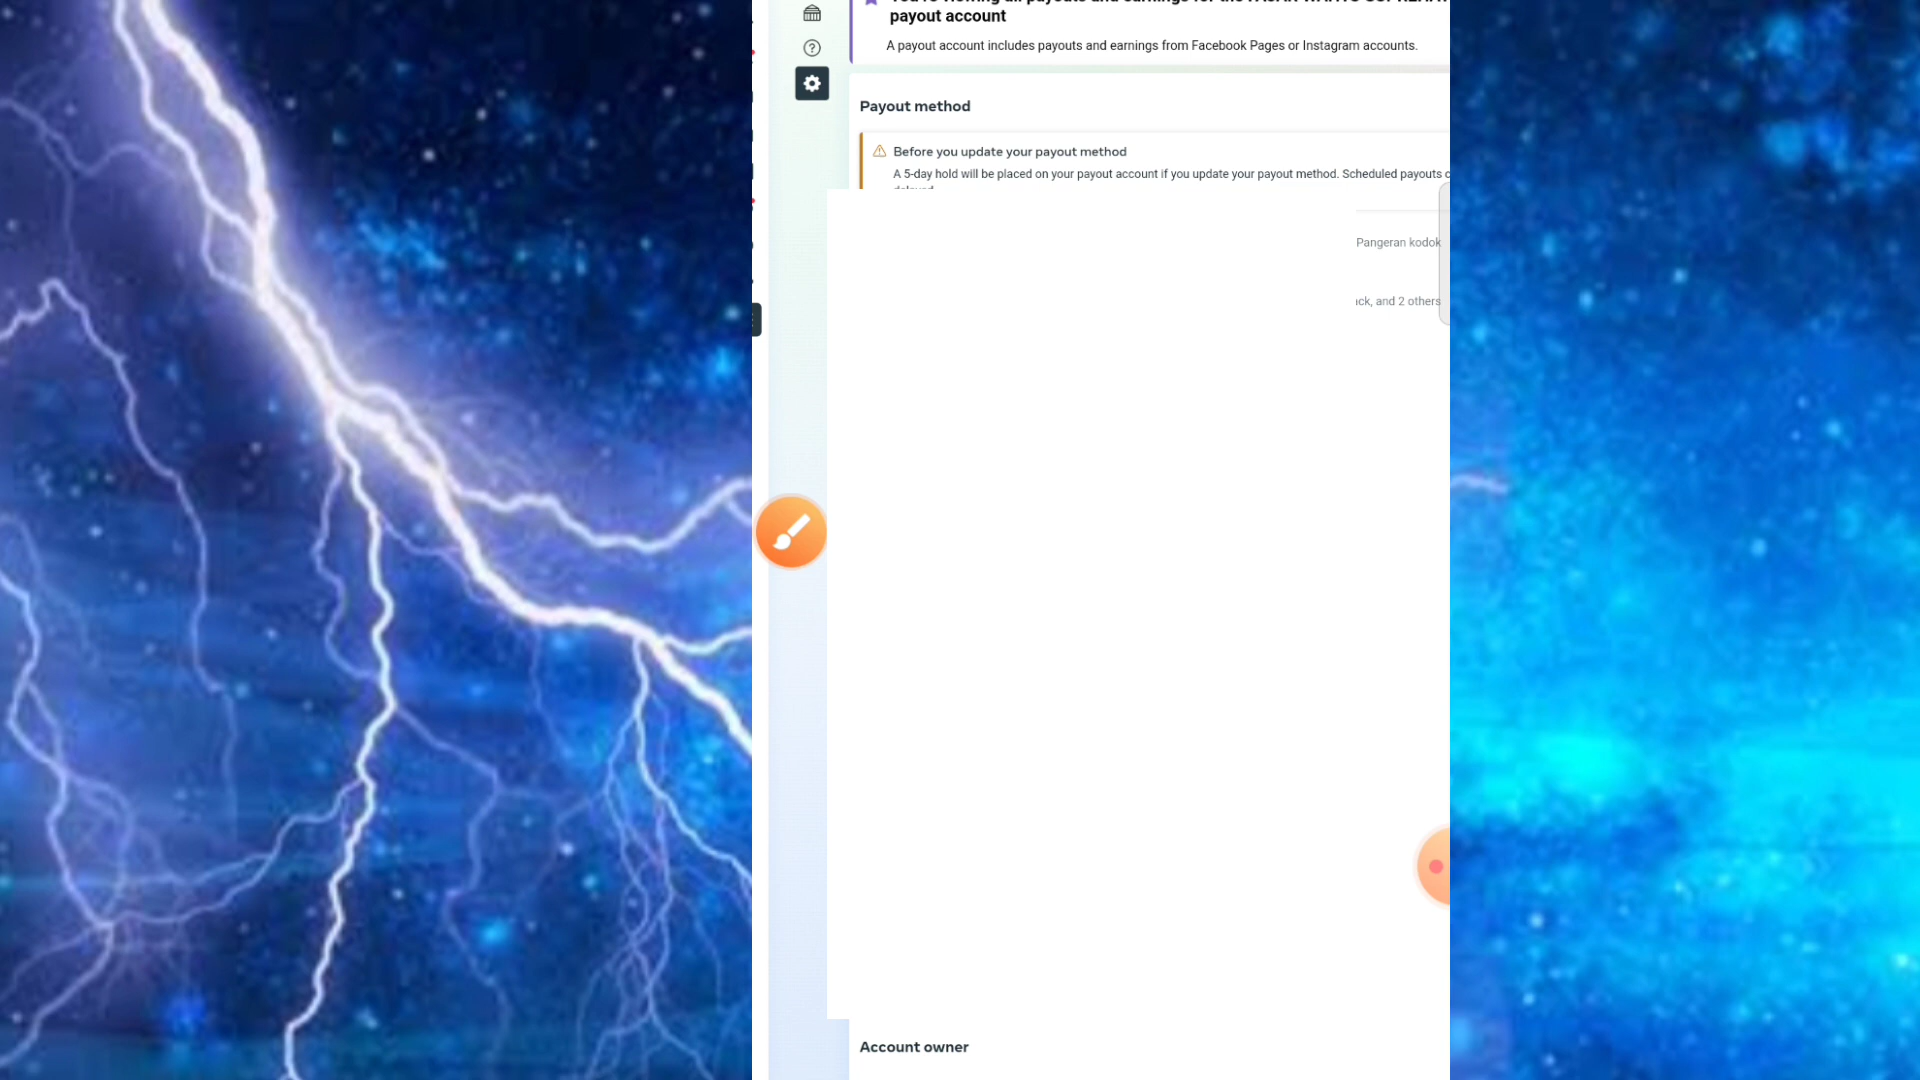 payout account
A payout account includes payouts and earnings from Facebook Pages or Instagram accounts.
Payout method
Before you update your payout method
A 5-day hold will be placed on your payout account if you update your payout method. Scheduled payouts
Pangeran kodok
and 2 others
Account owner